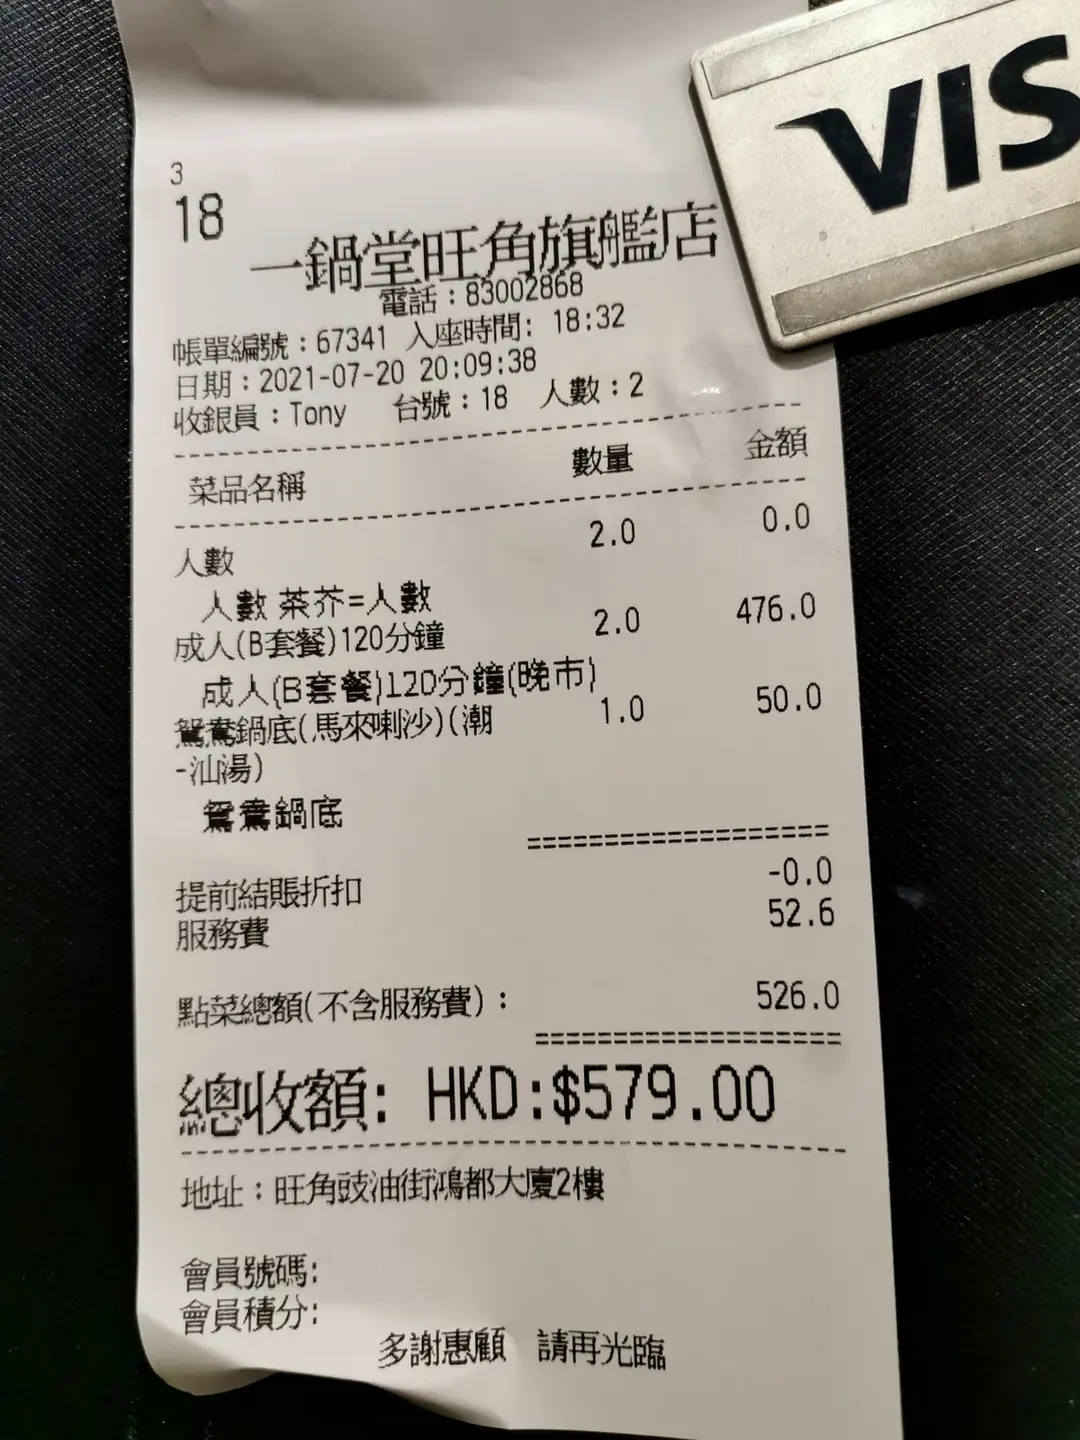 VIS
3
18
一鍋堂旺角旗艦店
電話：83002868
帳單編號：67341 入座時間: 18:32
日期：2021-07-20 20:09:38
收銀員：Tony 台號：18 人數：2
菜品名稱 數量 金額
人數 2.0 0.0
人數 茶芥=人數
成人(B套餐)120分鐘 2.0 476.0
成人(B套餐)120分鐘(晚市)
鴛鴦鍋底(馬來喇沙)(潮 1.0 50.0
-汕湯)
鴛鴦鍋底
提前結賬折扣 -0.0
服務費 52.6
點菜總額(不含服務費)： 526.0
總收額: HKD:$579.00
地址：旺角豉油街鴻都大廈2樓
會員號碼:
會員積分:
多謝惠顧 請再光臨